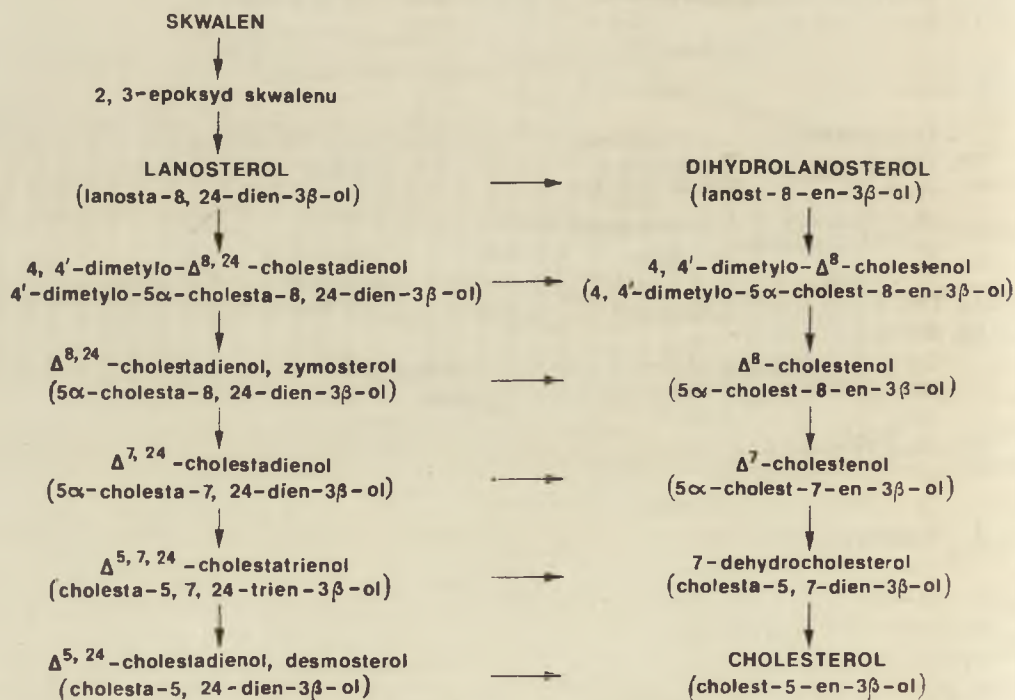 SKWALEN
2, 3-epoksyd skwalenu
LANOSTEROL
(lanosta-8, 24-dien-3β-ol)
DIHYDROLANOSTEROL
(lanost-8-en-3β-ol)
4, 4′-dimetylo-Δ8, 24 -cholestadienol
4′-dimetylo-5α-cholesta-8, 24-dien-3β-ol)
4, 4′-dimetylo-Δ8-cholestenol
(4, 4′-dimetylo-5α-cholest-8-en-3β-ol)
Δ8, 24 -cholestadienol, zymosterol
(5α-cholesta-8, 24-dien-3β-ol)
Δ8-cholestenol
(5α-cholest-8-en-3β-ol)
Δ7, 24 -cholestadienol
(5α-cholesta-7, 24-dien-3β-ol)
Δ7-cholestenol
(5α-cholest-7-en-3β-ol)
Δ5, 7, 24 -cholestatrienol
(cholesta-5, 7, 24-trien-3β-ol)
7-dehydrocholesterol
(cholesta-5, 7-dien-3β-ol)
Δ5, 24 -cholestadienol, desmosterol
(cholesta-5, 24-dien-3β-ol)
CHOLESTEROL
(cholest-5-en-3β-ol)